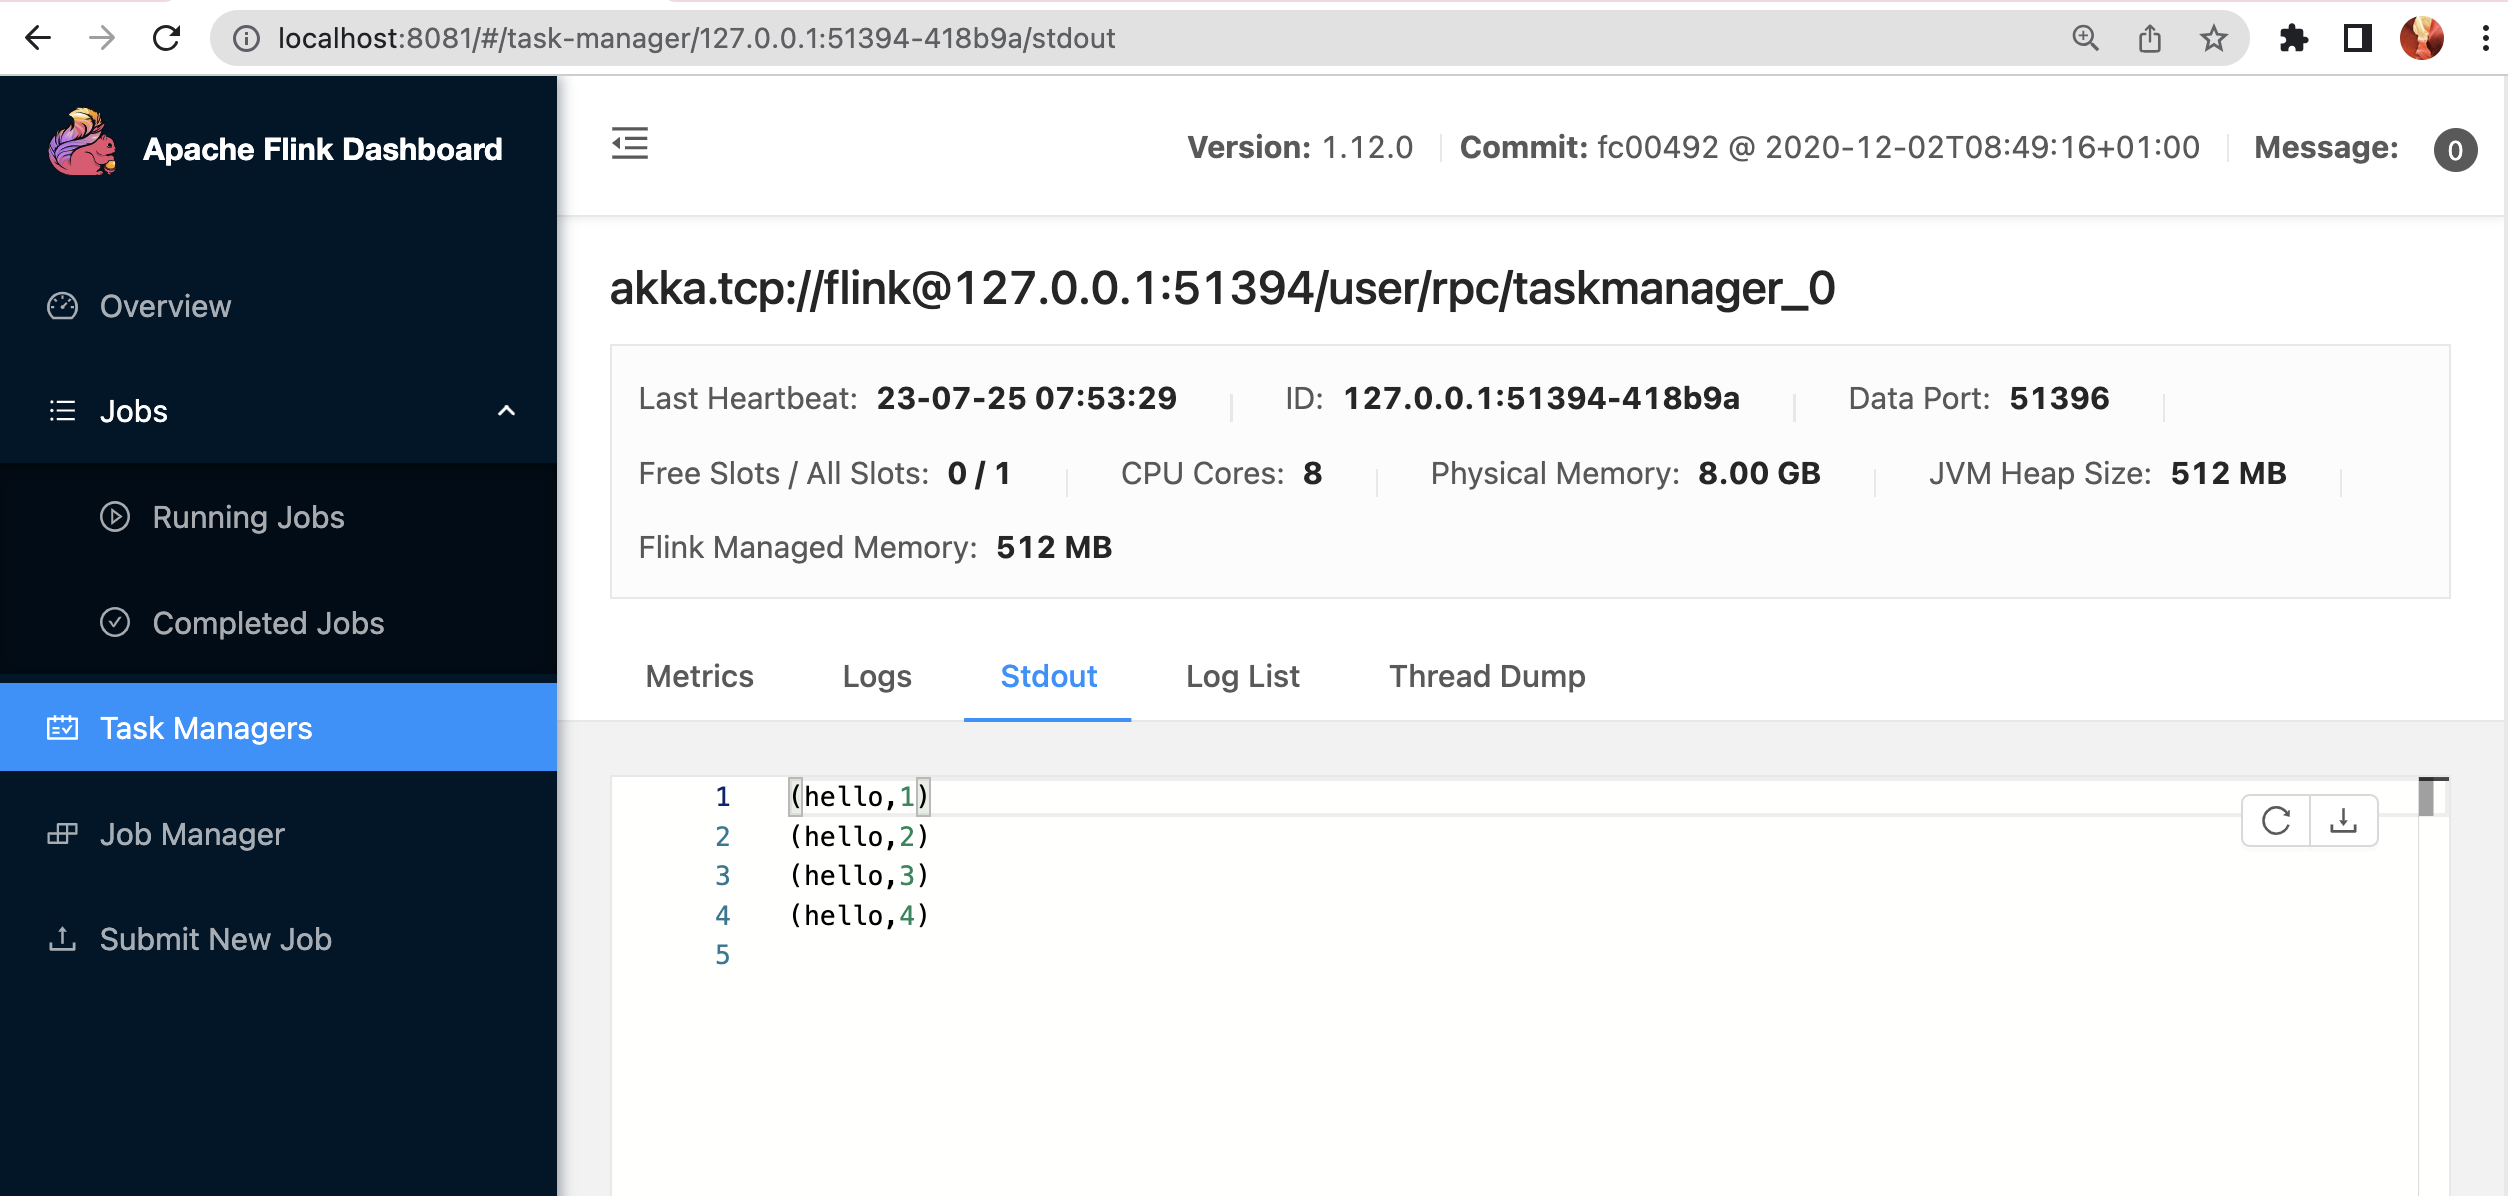 localhost:8081/#/task-manager/127.0.0.1:51394-418b9a/stdout
Apache Flink Dashboard
Version: 1.12.0 Commit: fc00492 @ 2020-12-02T08:49:16+01:00 Message: 0
Overview
Jobs
Running Jobs
Completed Jobs
Task Managers
Job Manager
Submit New Job
akka.tcp://flink@127.0.0.1:51394/user/rpc/taskmanager_0
Last Heartbeat: 23-07-25 07:53:29 ID: 127.0.0.1:51394-418b9a Data Port: 51396
Free Slots / All Slots: 0 / 1 CPU Cores: 8 Physical Memory: 8.00 GB JVM Heap Size: 512 MB
Flink Managed Memory: 512 MB
Metrics Logs Stdout Log List Thread Dump
1 (hello,1)
2 (hello,2)
3 (hello,3)
4 (hello,4)
5